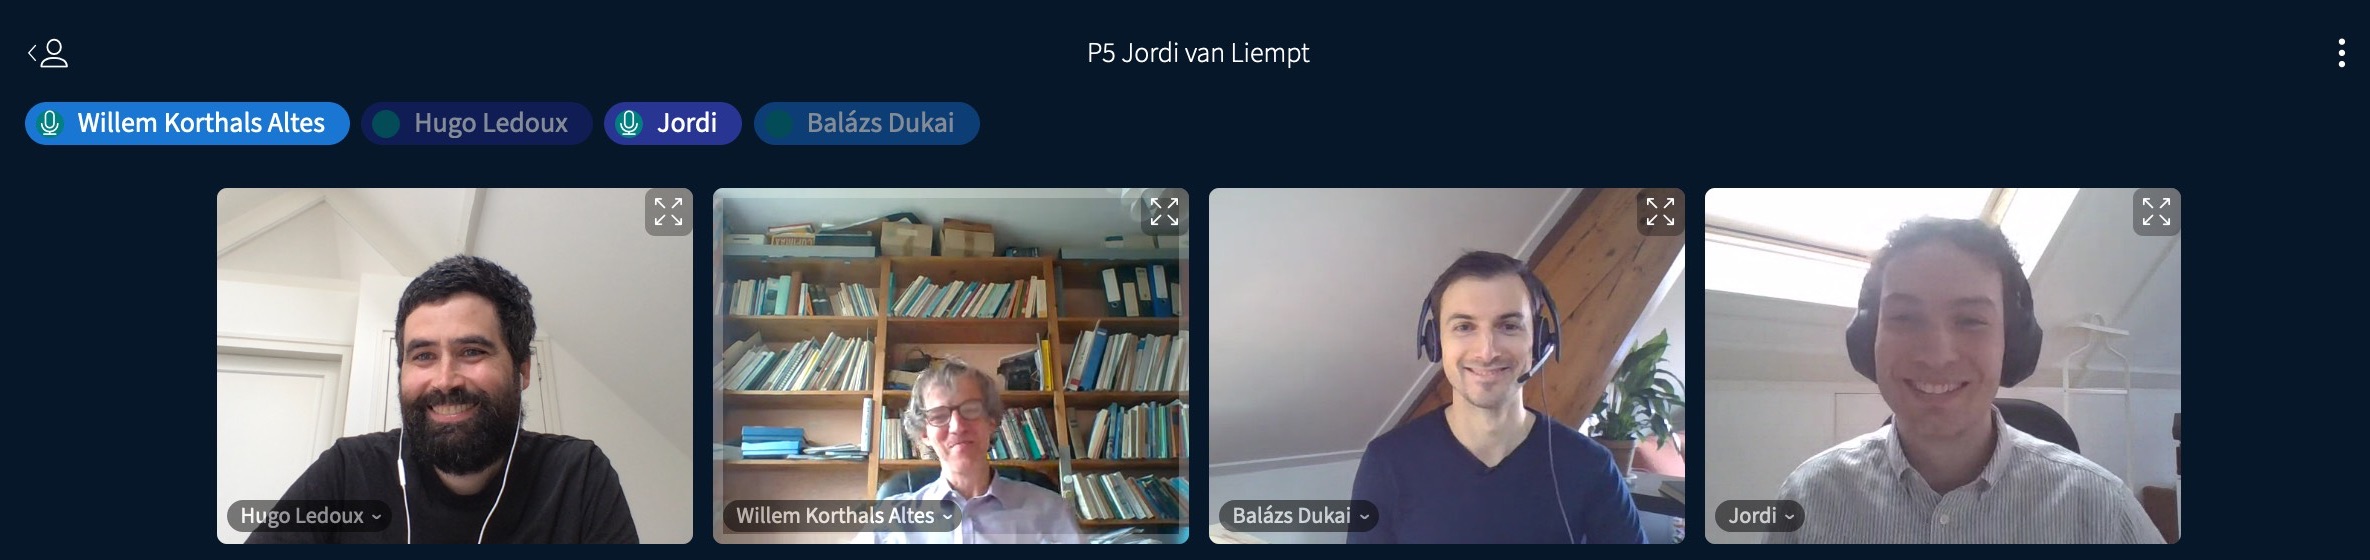 P5 Jordi van Liempt
Willem Korthals Altes
Hugo Ledoux
Jordi
Balázs Dukai
Hugo Ledoux
Willem Korthals Altes
Balázs Dukai
Jordi